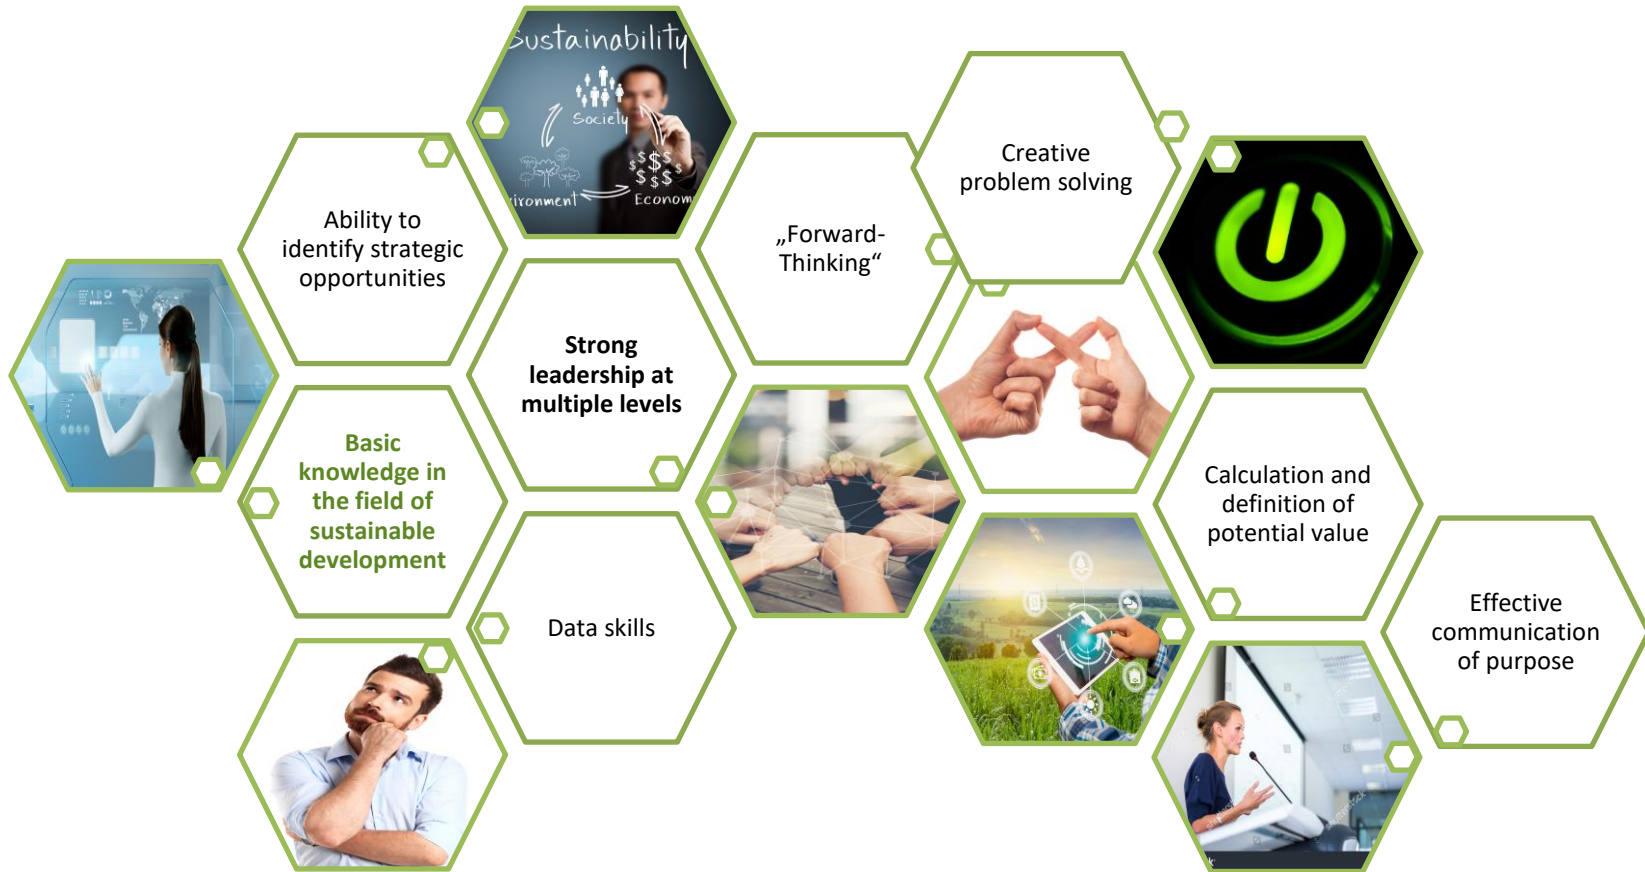 Sustainability
Society
Environment
Econom
Ability to
identify strategic
opportunities
Strong
leadership at
multiple levels
Basic
knowledge in
the field of
sustainable
development
Data skills
„Forward-
Thinking“
Creative
problem solving
Calculation and
definition of
potential value
Effective
communication
of purpose